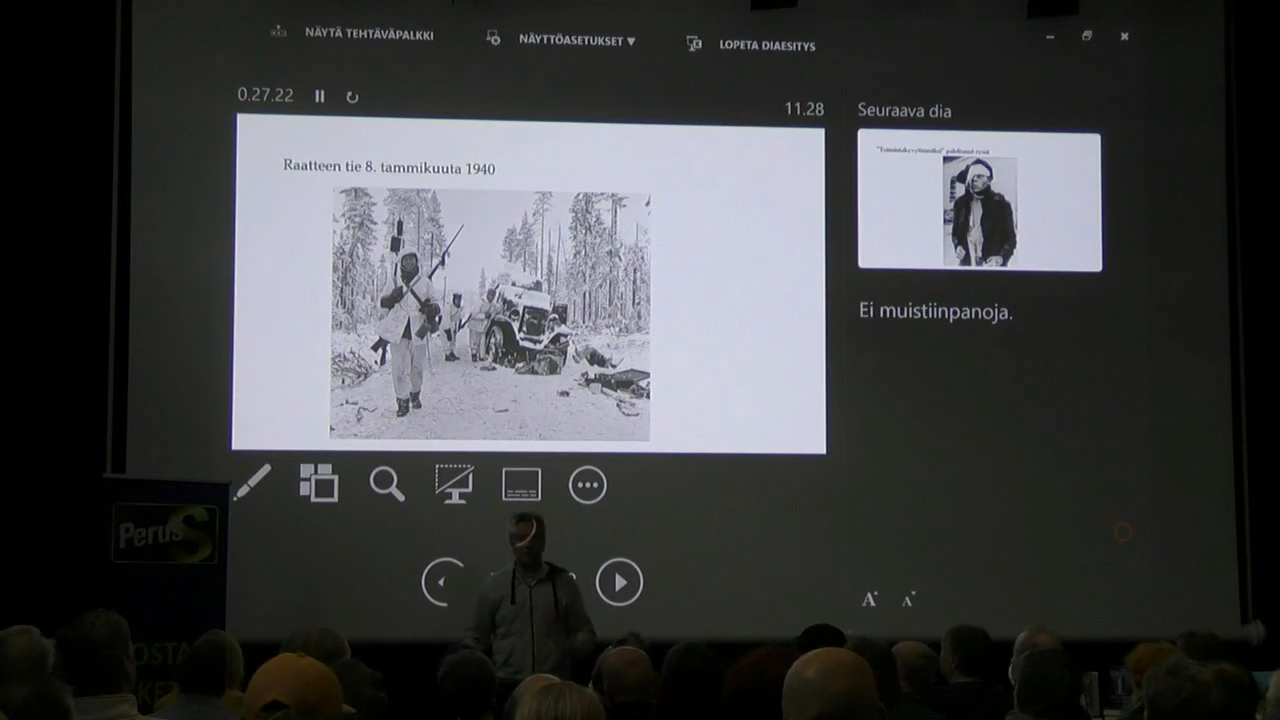 NÄYTÄ TEHTÄVÄPALKKI
NÄYTTÖASETUKSET ▼
LOPETA DIAESITYS
0.27.22
11.28
Seuraava dia
Raatteen tie 8. tammikuuta 1940
Ei muistiinpanoja.
PerusS
OSTA
A A